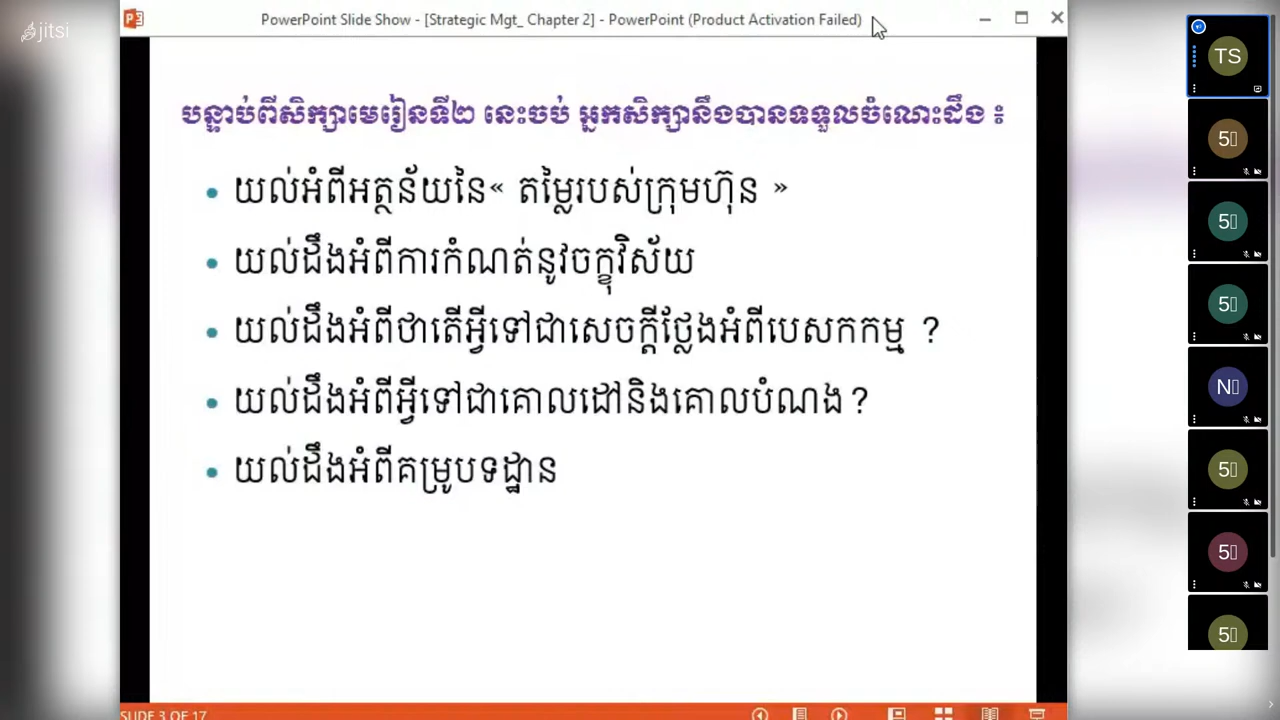 jitsi
PowerPoint Slide Show - [Strategic Mgt_ Chapter 2] - PowerPoint (Product Activation Failed)
បន្ទាប់ពីសិក្សាមេរៀនទី២ នេះចប់ អ្នកសិក្សានឹងបានទទួលចំណេះដឹង ៖
• យល់អំពីអត្ថន័យនៃ« តម្លៃរបស់ក្រុមហ៊ុន »
• យល់ដឹងអំពីការកំណត់នូវចក្ខុវិស័យ
• យល់ដឹងអំពីថាតើអ្វីទៅជាសេចក្តីថ្លែងអំពីបេសកកម្ម ?
• យល់ដឹងអំពីអ្វីទៅជាគោលដៅនិងគោលបំណង ?
• យល់ដឹងអំពីគម្រូបទដ្ឋាន
SLIDE 3 OF 17
TS
5
5
5
N
5
5
5